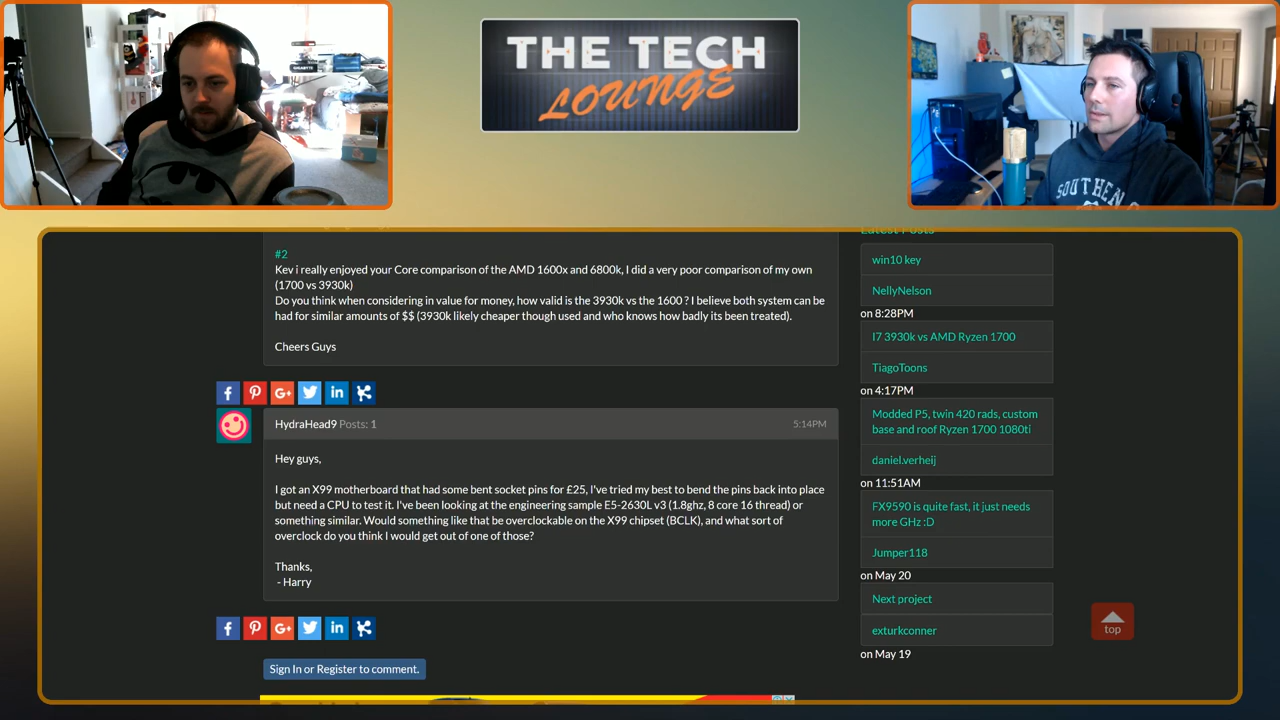 THE TECH
LOUNGE
SOUTHERN
Latest Posts
#2
Kev i really enjoyed your Core comparison of the AMD 1600x and 6800k, I did a very poor comparison of my own
(1700 vs 3930k)
Do you think when considering in value for money, how valid is the 3930k vs the 1600 ? I believe both system can be
had for similar amounts of $$ (3930k likely cheaper though used and who knows how badly its been treated).
Cheers Guys
HydraHead9 Posts: 1
5:14PM
Hey guys,
I got an X99 motherboard that had some bent socket pins for £25, I've tried my best to bend the pins back into place
but need a CPU to test it. I've been looking at the engineering sample E5-2630L v3 (1.8ghz, 8 core 16 thread) or
something similar. Would something like that be overclockable on the X99 chipset (BCLK), and what sort of
overclock do you think I would get out of one of those?
Thanks,
- Harry
Sign In or Register to comment.
win10 key
NellyNelson
on 8:28PM
I7 3930k vs AMD Ryzen 1700
TiagoToons
on 4:17PM
Modded P5, twin 420 rads, custom
base and roof Ryzen 1700 1080ti
daniel.verheij
on 11:51AM
FX9590 is quite fast, it just needs
more GHz :D
Jumper118
on May 20
Next project
exturkconner
on May 19
top